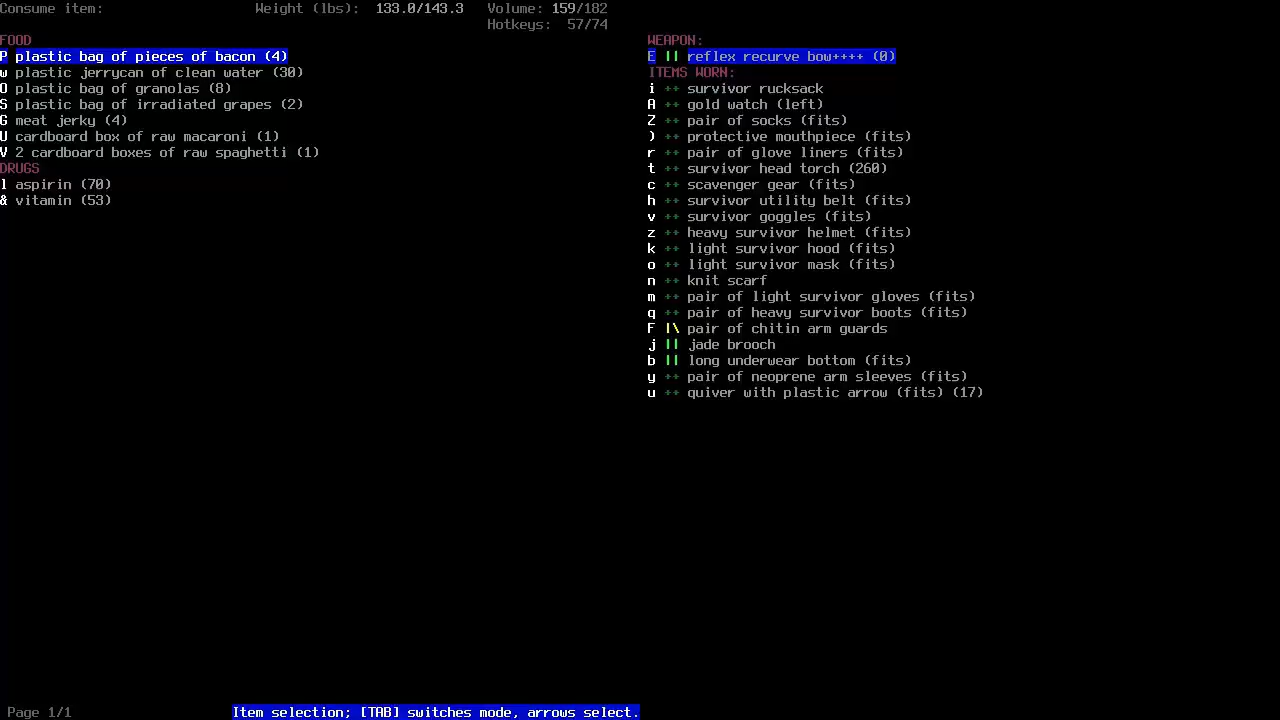 Consume item: Weight (lbs): 133.0/143.3 Volume: 159/182
Hotkeys: 57/74
FOOD
P plastic bag of pieces of bacon (4)
w plastic jerrycan of clean water (30)
O plastic bag of granolas (8)
S plastic bag of irradiated grapes (2)
G meat jerky (4)
U cardboard box of raw macaroni (1)
V 2 cardboard boxes of raw spaghetti (1)
DRUGS
l aspirin (70)
& vitamin (53)
WEAPON:
E || reflex recurve bow++++ (0)
ITEMS WORN:
i ++ survivor rucksack
A ++ gold watch (left)
Z ++ pair of socks (fits)
) ++ protective mouthpiece (fits)
r ++ pair of glove liners (fits)
t ++ survivor head torch (260)
c ++ scavenger gear (fits)
h ++ survivor utility belt (fits)
v ++ survivor goggles (fits)
z ++ heavy survivor helmet (fits)
k ++ light survivor hood (fits)
o ++ light survivor mask (fits)
n ++ knit scarf
m ++ pair of light survivor gloves (fits)
q ++ pair of heavy survivor boots (fits)
F |\ pair of chitin arm guards
j || jade brooch
b || long underwear bottom (fits)
y ++ pair of neoprene arm sleeves (fits)
u ++ quiver with plastic arrow (fits) (17)
Page 1/1 Item selection; [TAB] switches mode, arrows select.